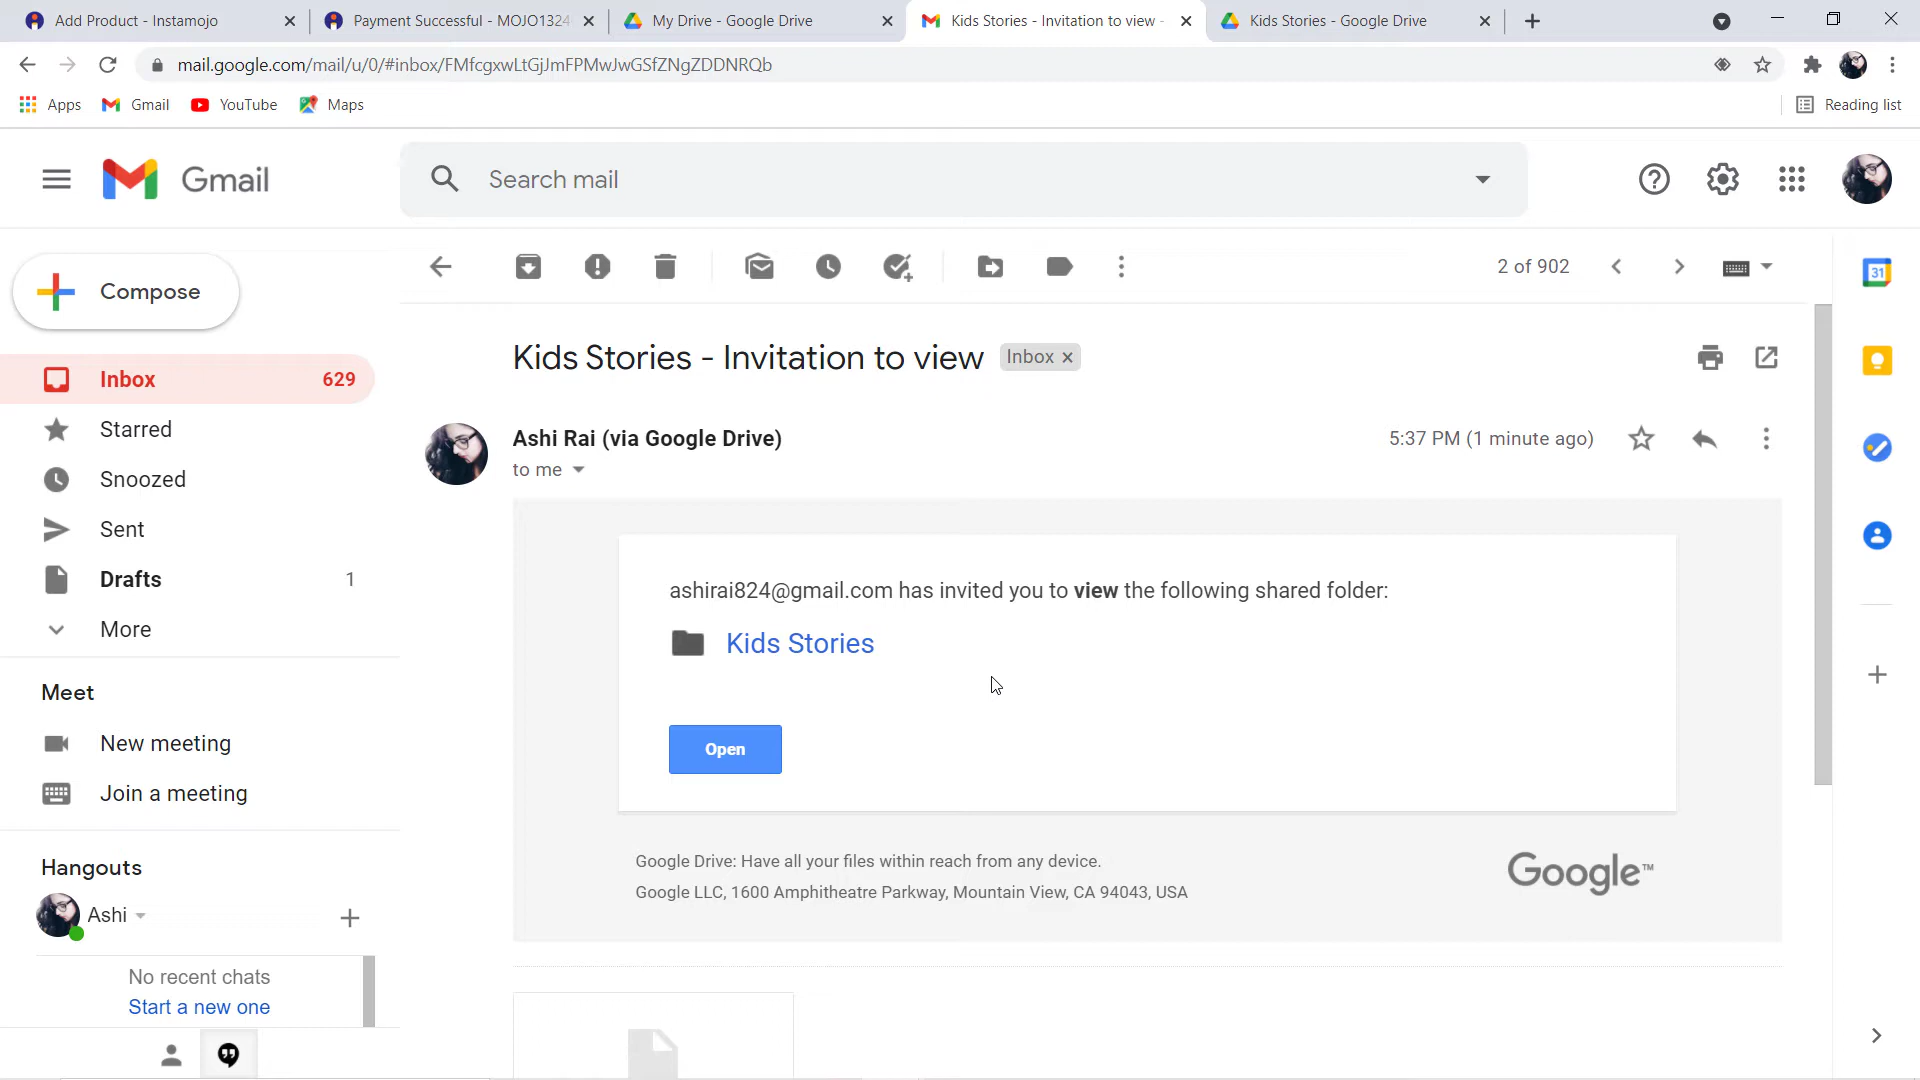 Add Product - Instamojo
Payment Successful - MOJO1324
My Drive - Google Drive
Kids Stories - Invitation to view -
Kids Stories - Google Drive
mail.google.com/mail/u/0/#inbox/FMfcgxwLtGjJmFPMwJwGSfZNgZDDNRQb
Apps
Gmail
YouTube
Maps
Reading list
Gmail
Search mail
Compose
2 of 902
31
Inbox 629
Starred
Snoozed
Sent
Drafts 1
More
Meet
New meeting
Join a meeting
Hangouts
Ashi
No recent chats
Start a new one
Kids Stories - Invitation to view
Inbox ×
Ashi Rai (via Google Drive)
5:37 PM (1 minute ago)
to me
ashirai824@gmail.com has invited you to view the following shared folder:
Kids Stories
Open
Google Drive: Have all your files within reach from any device.
Google LLC, 1600 Amphitheatre Parkway, Mountain View, CA 94043, USA
Google™